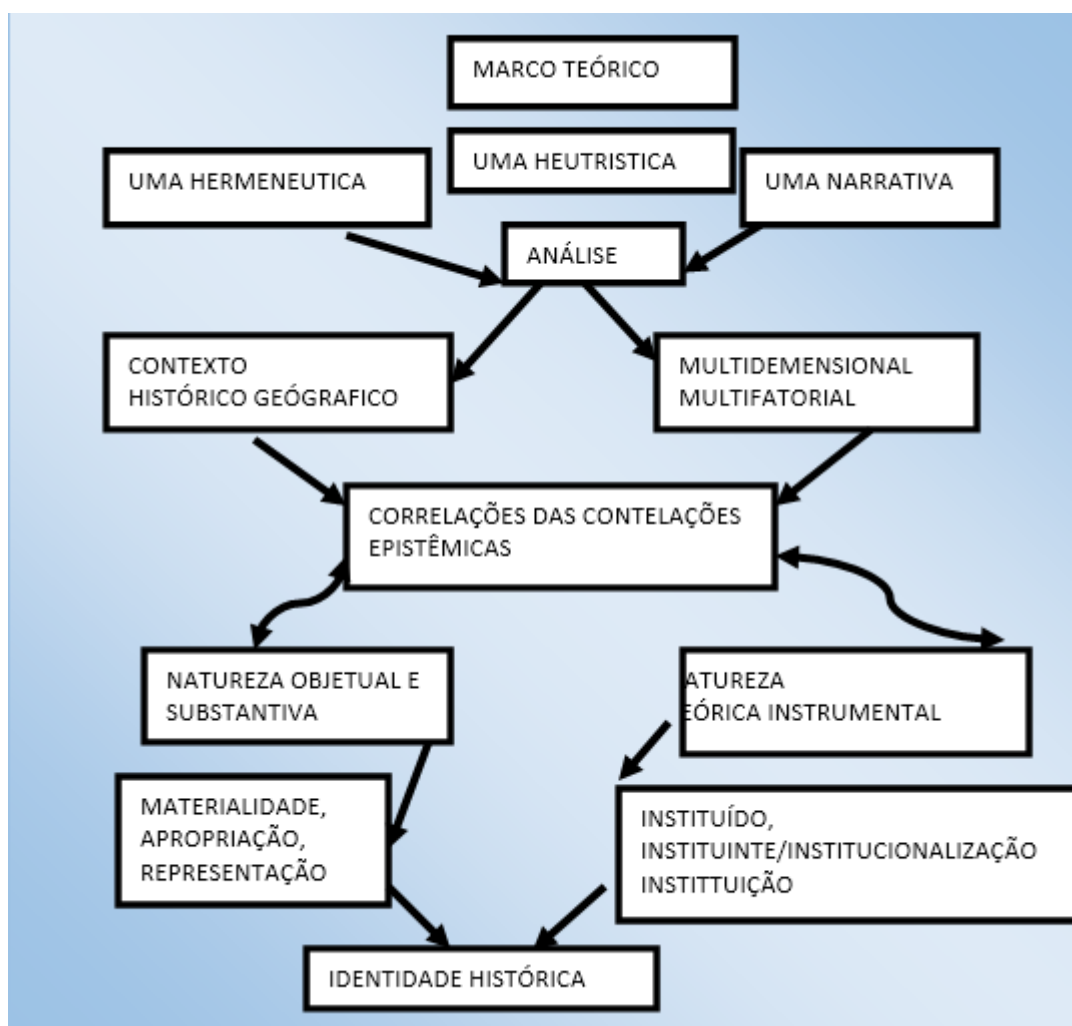 MARCO TEÓRICO
UMA HEUTRISTICA
UMA HERMENEUTICA
UMA NARRATIVA
ANÁLISE
CONTEXTO
HISTÓRICO GEÓGRAFICO
MULTIDEMENSIONAL
MULTIFATORIAL
CORRELAÇÕES DAS CONTELAÇÕES
EPISTÊMICAS
NATUREZA OBJETUAL E
SUBSTANTIVA
ATUREZA
EÓRICA INSTRUMENTAL
MATERIALIDADE,
APROPRIAÇÃO,
REPRESENTAÇÃO
INSTITUÍDO,
INSTITUINTE/INSTITUCIONALIZAÇÃO
INSTITTUIÇÃO
IDENTIDADE HISTÓRICA